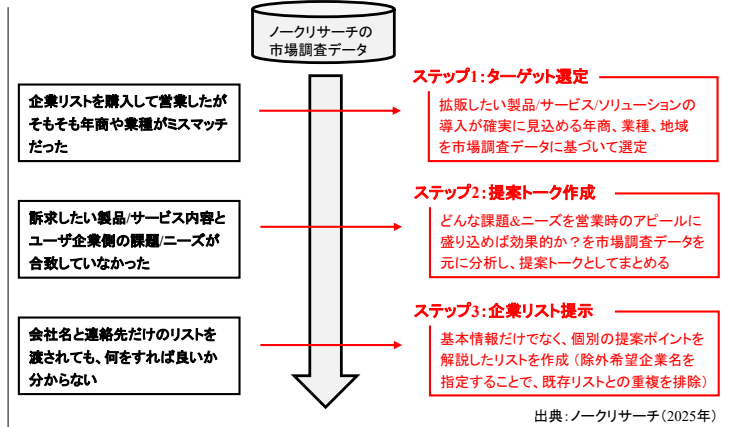 ノークリサーチの
市場調査データ
企業リストを購入して営業したが
そもそも年商や業種がミスマッチ
だった
ステップ1:ターゲット選定
拡販したい製品/サービス/ソリューションの
導入が確実に見込める年商、業種、地域
を市場調査データに基づいて選定
訴求したい製品/サービス内容と
ユーザ企業側の課題/ニーズが
合致していなかった
ステップ2:提案トーク作成
どんな課題&ニーズを営業時のアピールに
盛り込めば効果的か?を市場調査データを
元に分析し、提案トークとしてまとめる
会社名と連絡先だけのリストを
渡されても、何をすれば良いか
分からない
ステップ3:企業リスト提示
基本情報だけでなく、個別の提案ポイントを
解説したリストを作成(除外希望企業名を
指定することで、既存リストとの重複を排除)
出典:ノークリサーチ(2025年)